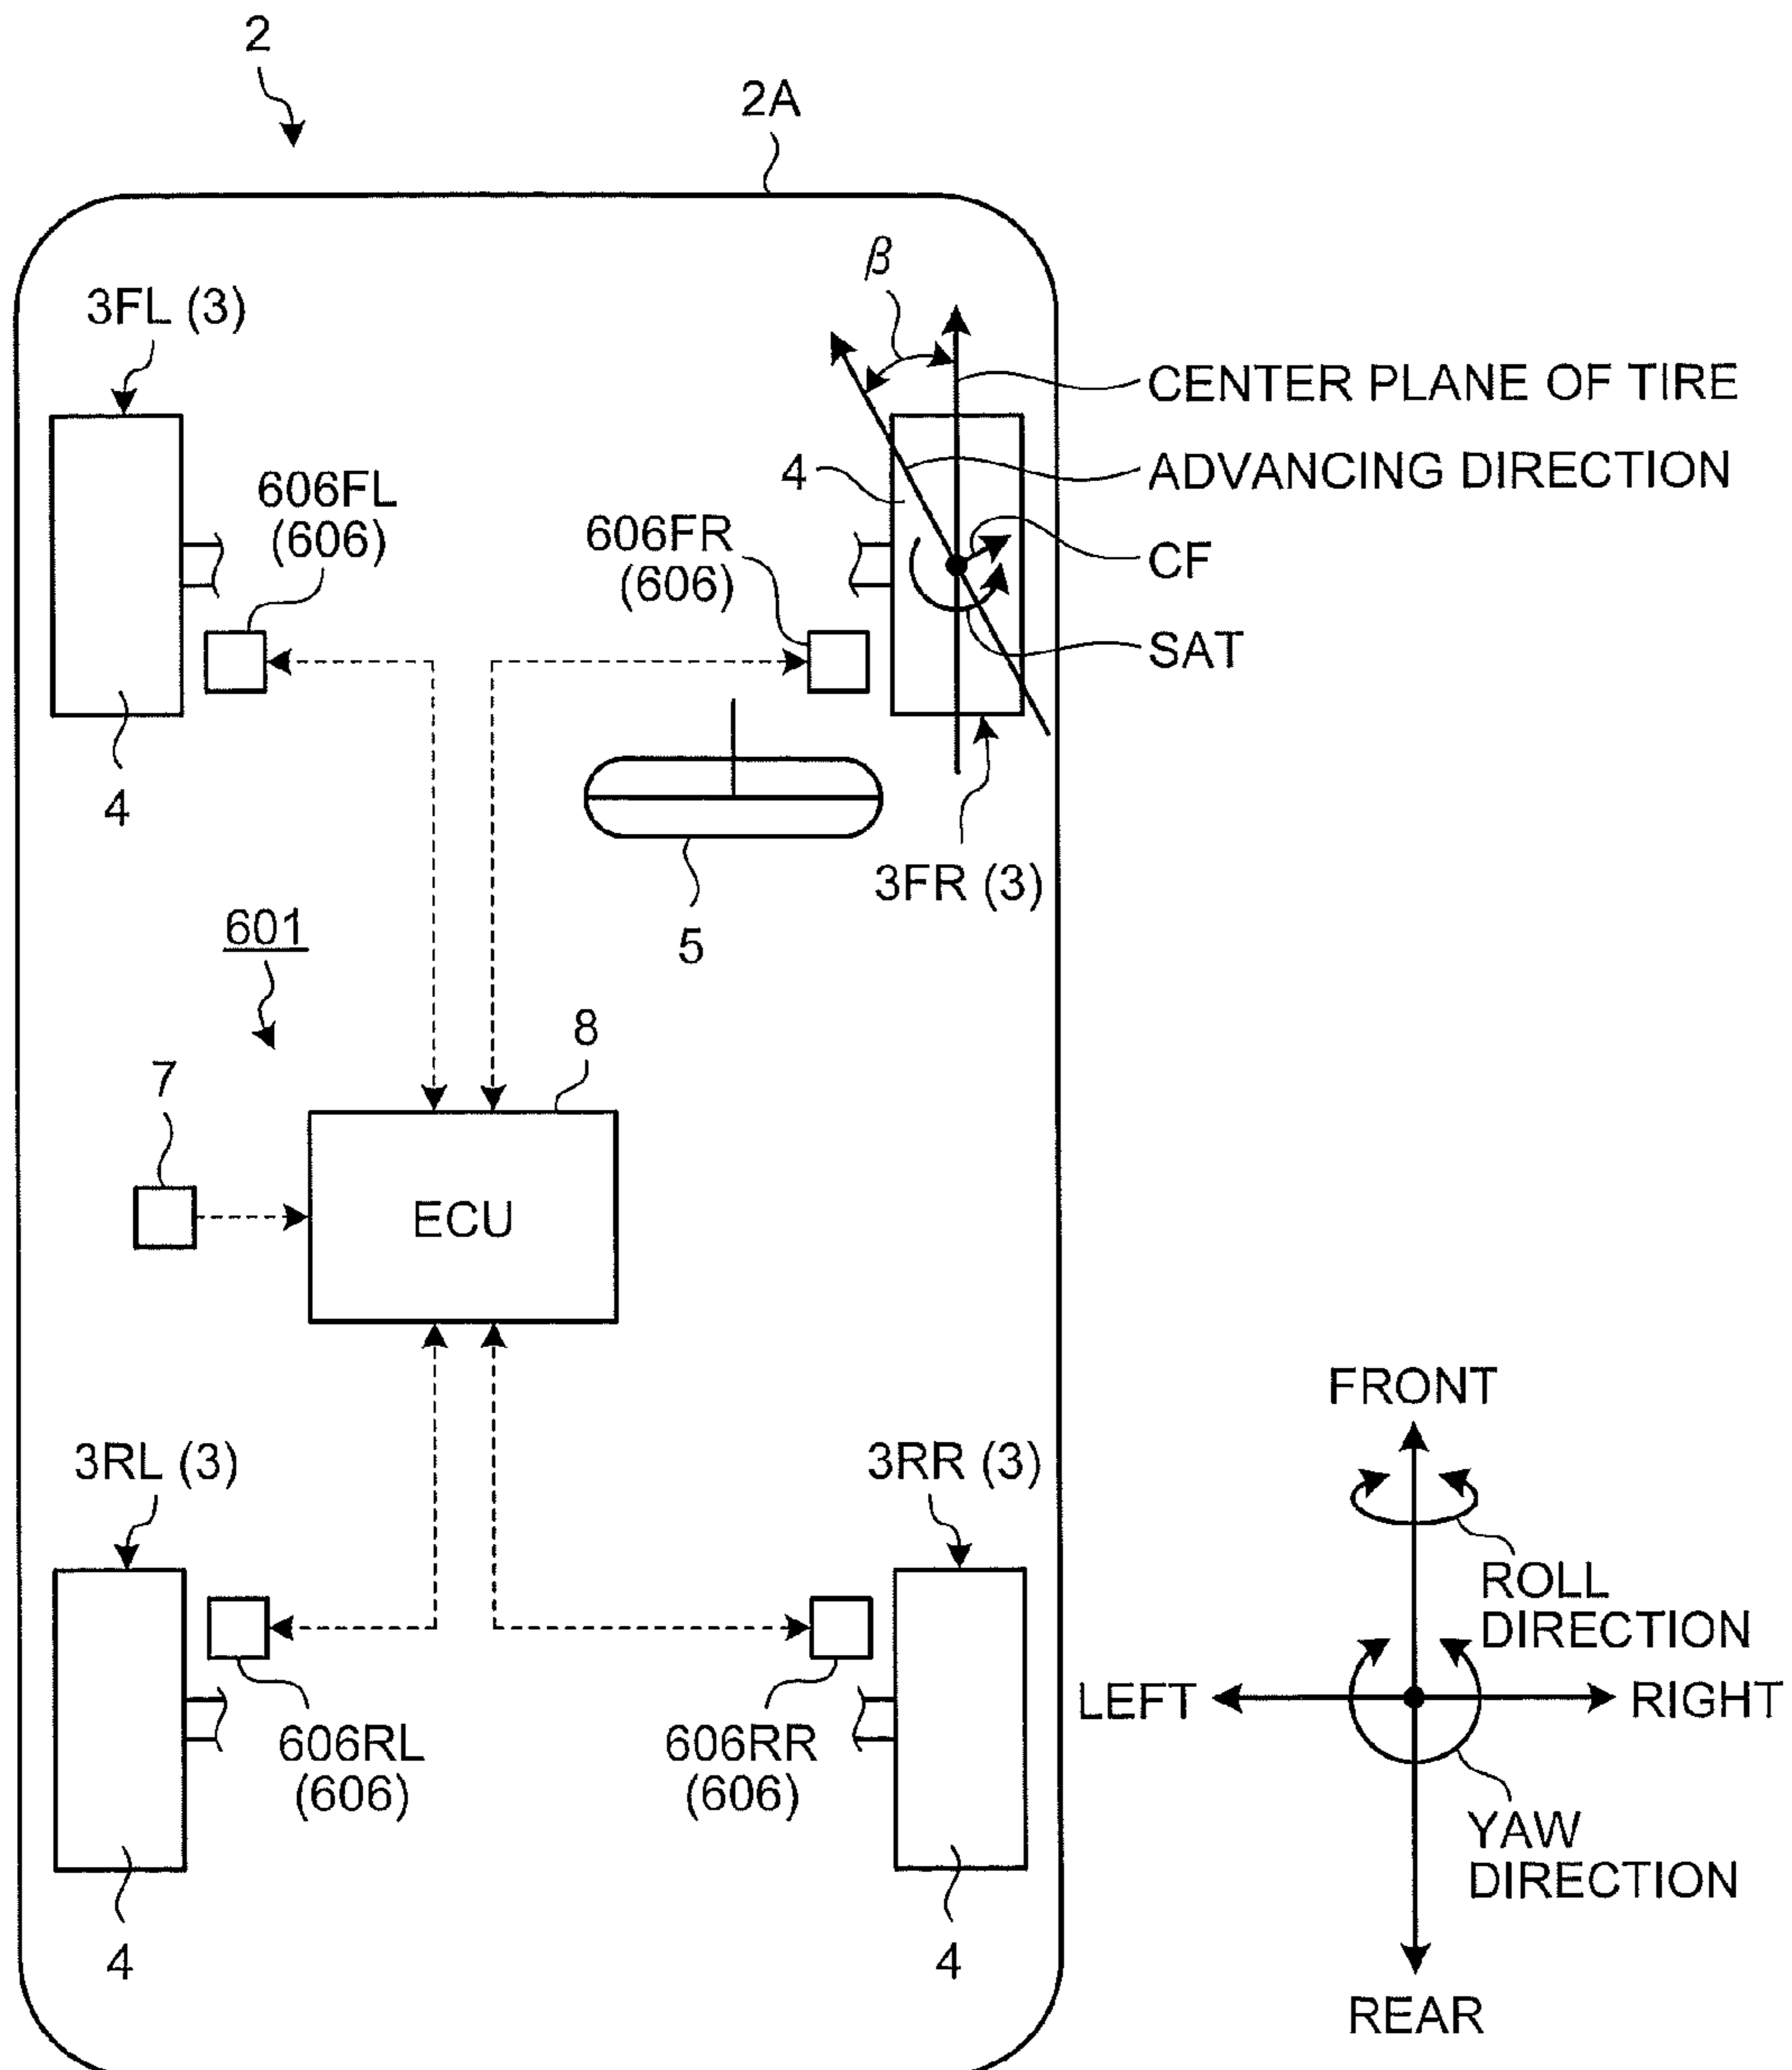 2
2A
β
3FL (3)
CENTER PLANE OF TIRE
4
ADVANCING DIRECTION
606FL
(606)
606FR
(606)
CF
SAT
4
3FR (3)
5
601
8
7
ECU
FRONT
3RL (3)
3RR (3)
ROLL
DIRECTION
LEFT
RIGHT
606RL
(606)
606RR
(606)
YAW
DIRECTION
4
4
REAR